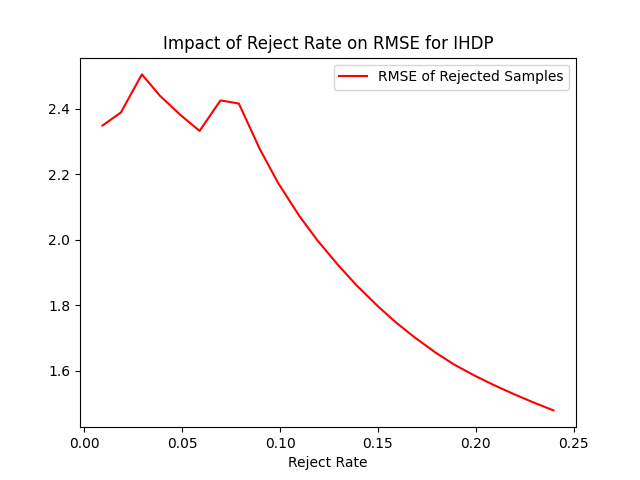 Impact of Reject Rate on RMSE for IHDP
RMSE of Rejected Samples
2.4
2.2
2.0
1.8
1.6
0.00 0.05 0.10 0.15 0.20 0.25
Reject Rate